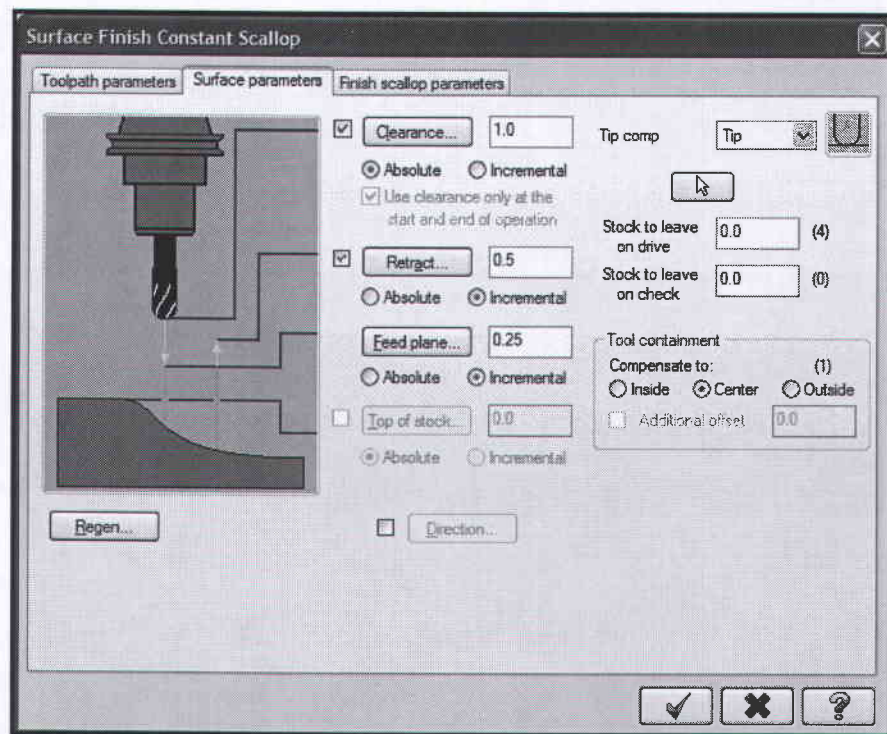 Surface Finish Constant Scallop
Toolpath parameters Surface parameters Finish scallop parameters
Clearance... 1.0
Absolute Incremental
Use clearance only at the
start and end of operation
Retract... 0.5
Absolute Incremental
Feed plane... 0.25
Absolute Incremental
Top of stock... 0.0
Absolute Incremental
Regen...
Direction...
Tip comp Tip
Stock to leave
on drive 0.0 (4)
Stock to leave
on check 0.0 (0)
Tool containment
Compensate to: (1)
Inside Center Outside
Additional offset 0.0